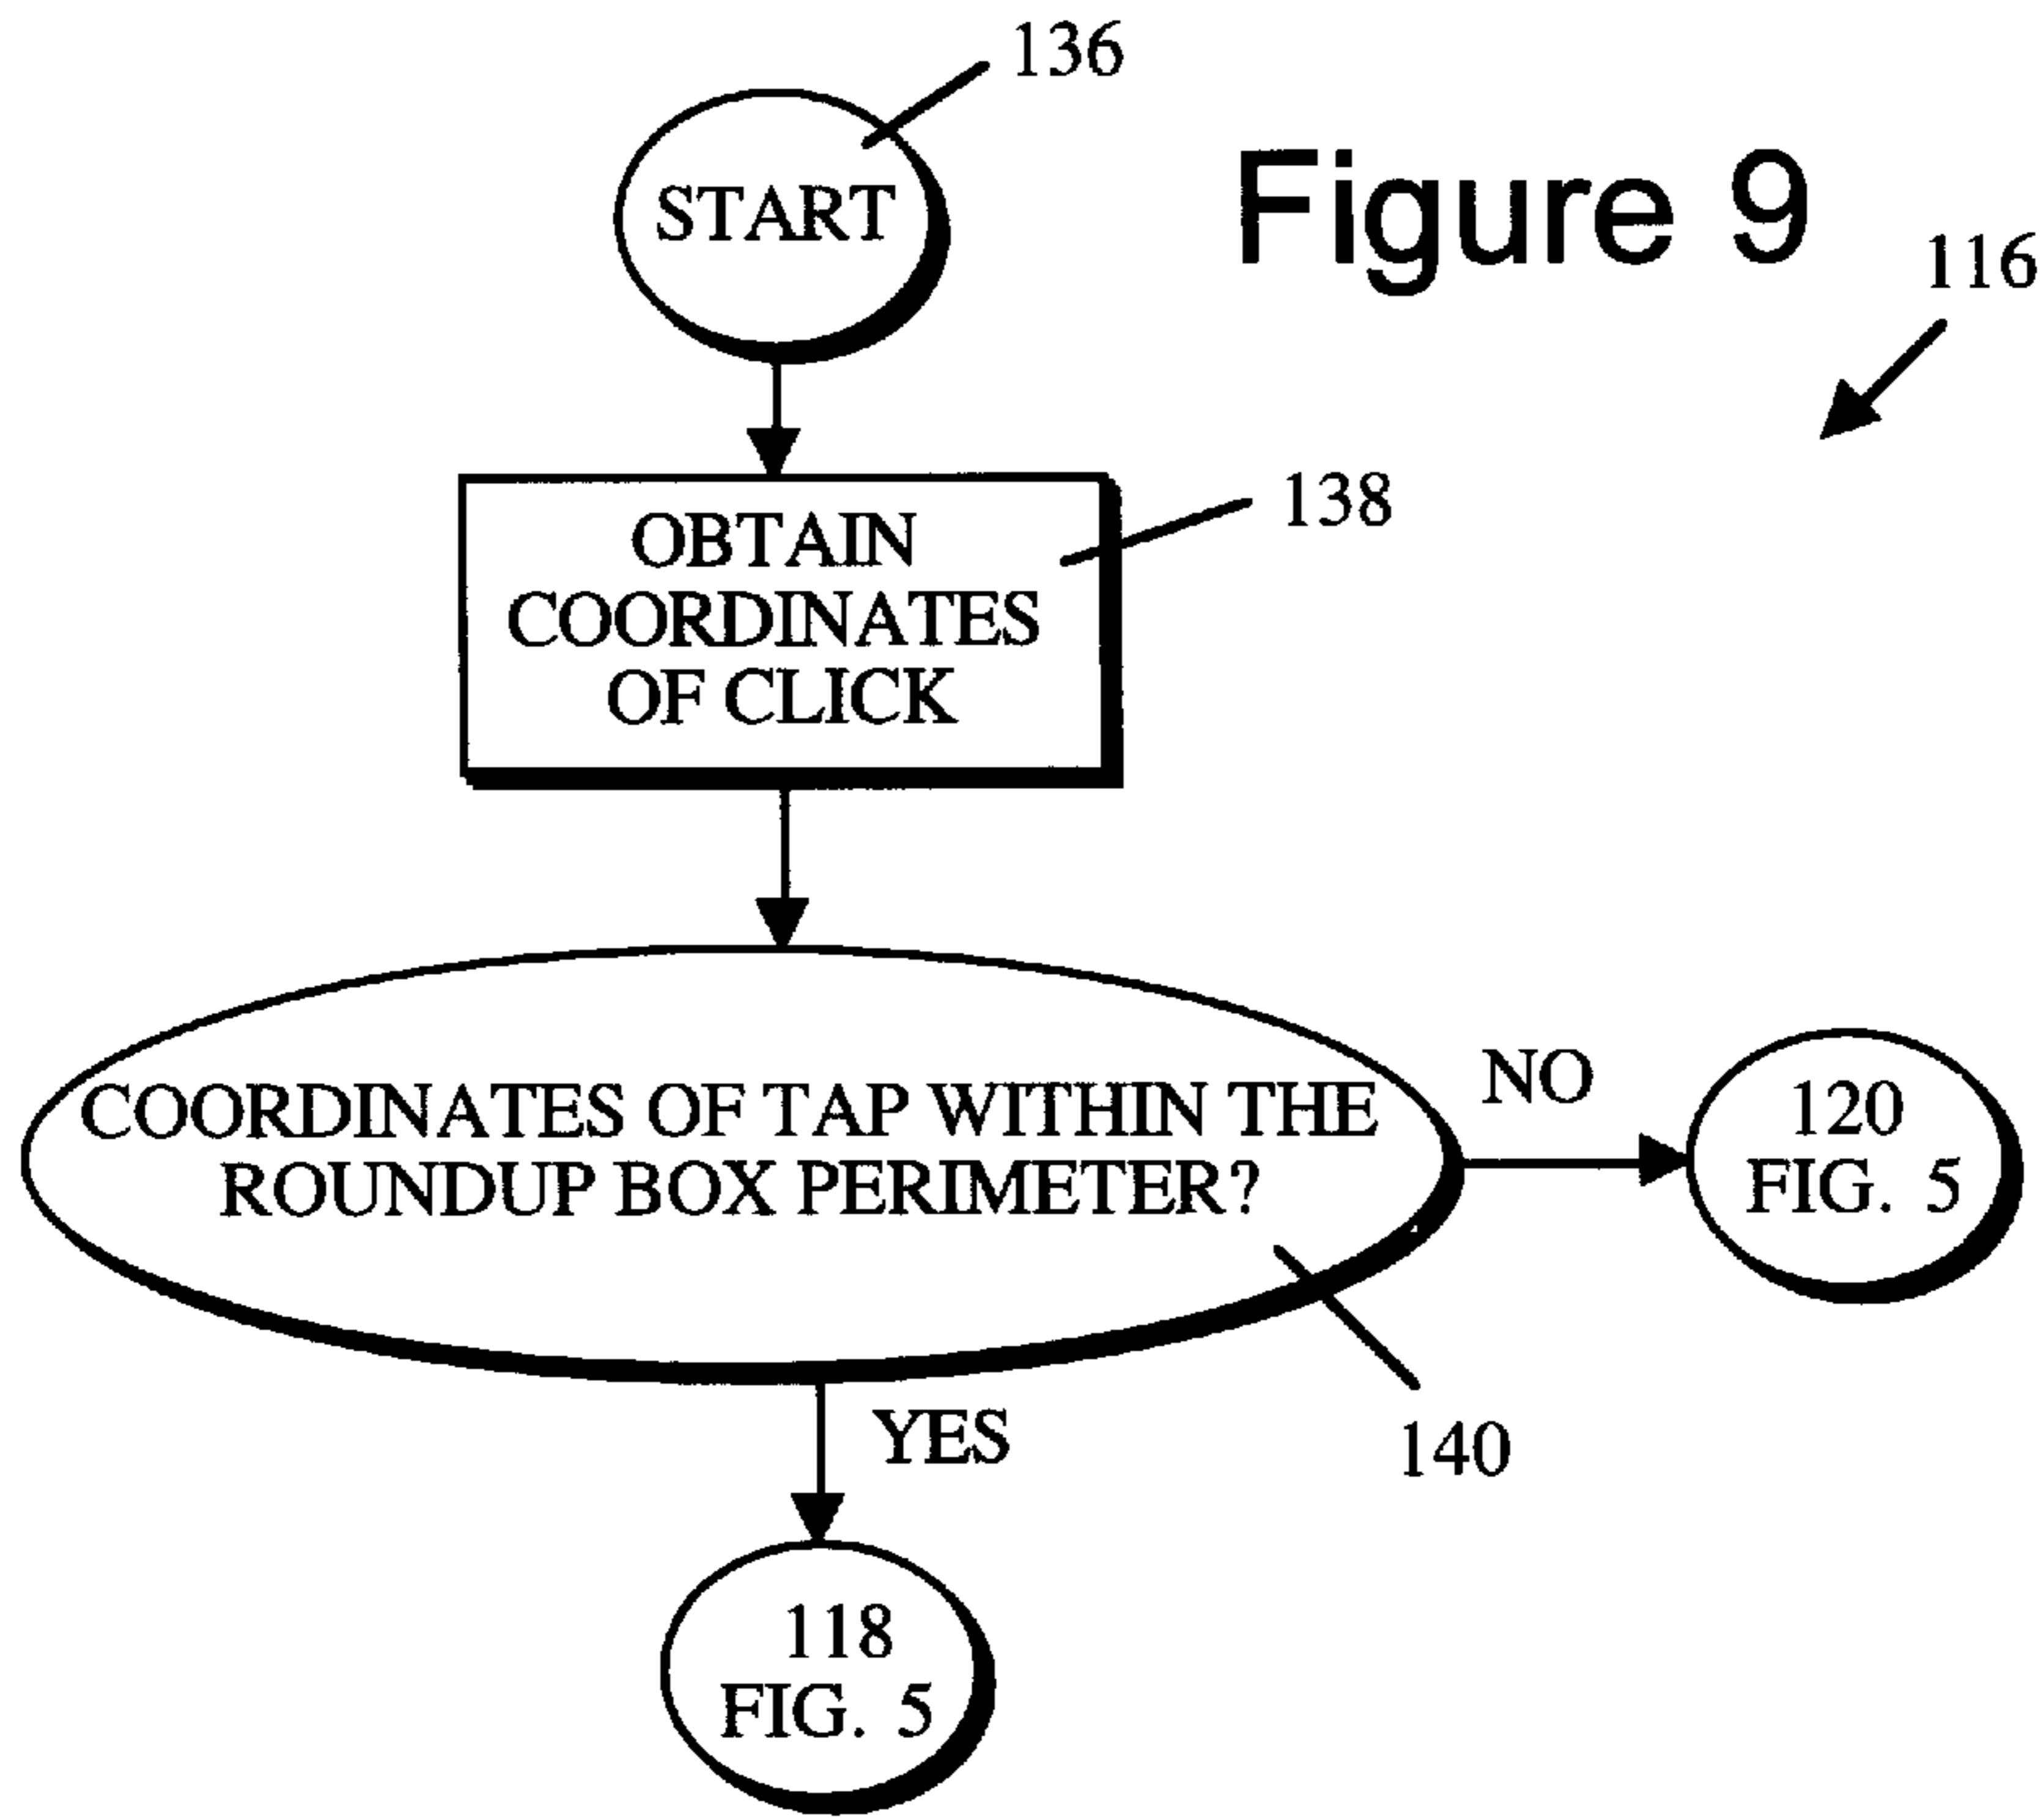 136
START
Figure 9
116
OBTAIN
COORDINATES
OF CLICK
138
COORDINATES OF TAP WITHIN THE
ROUNDUP BOX PERIMETER?
NO
120
FIG. 5
140
YES
118
FIG. 5